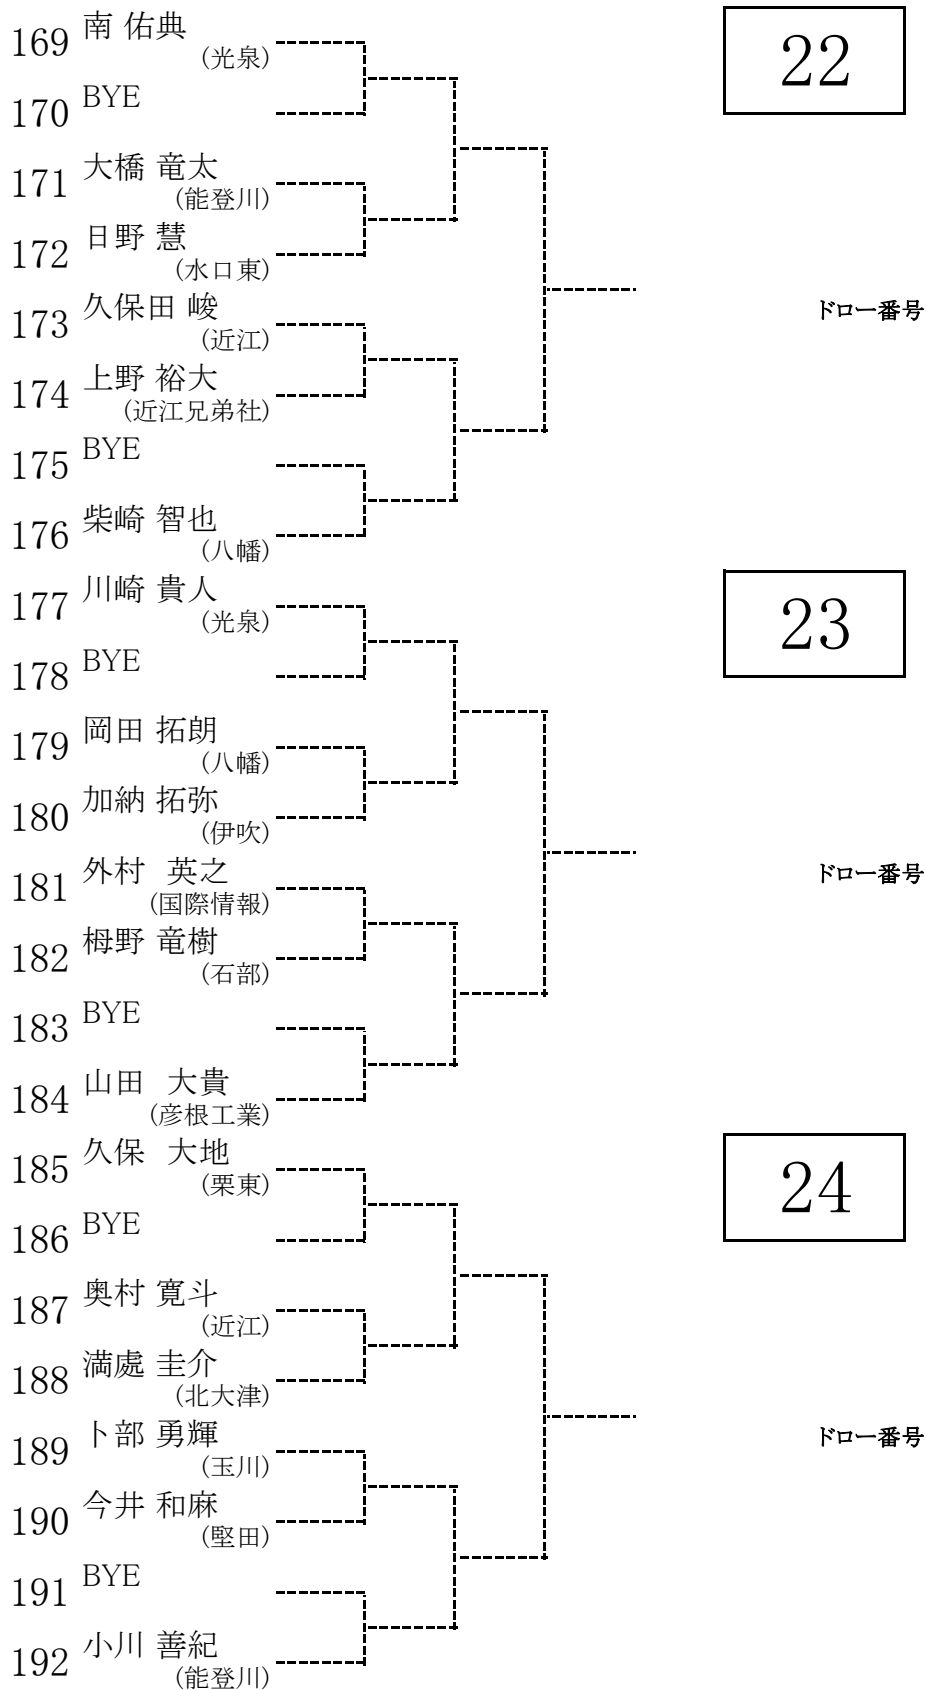 169 南 佑典
(光泉)
22
170 BYE
171 大橋 竜太
(能登川)
172 日野 慧
(水口東)
173 久保田 峻
(近江)
ドロー番号
174 上野 裕大
(近江兄弟社)
175 BYE
176 柴崎 智也
(八幡)
177 川崎 貴人
(光泉)
23
178 BYE
179 岡田 拓朗
(八幡)
180 加納 拓弥
(伊吹)
181 外村 英之
(国際情報)
ドロー番号
182 栂野 竜樹
(石部)
183 BYE
184 山田 大貴
(彦根工業)
185 久保 大地
(栗東)
24
186 BYE
187 奥村 寛斗
(近江)
188 満處 圭介
(北大津)
189 卜部 勇輝
(玉川)
ドロー番号
190 今井 和麻
(堅田)
191 BYE
192 小川 善紀
(能登川)